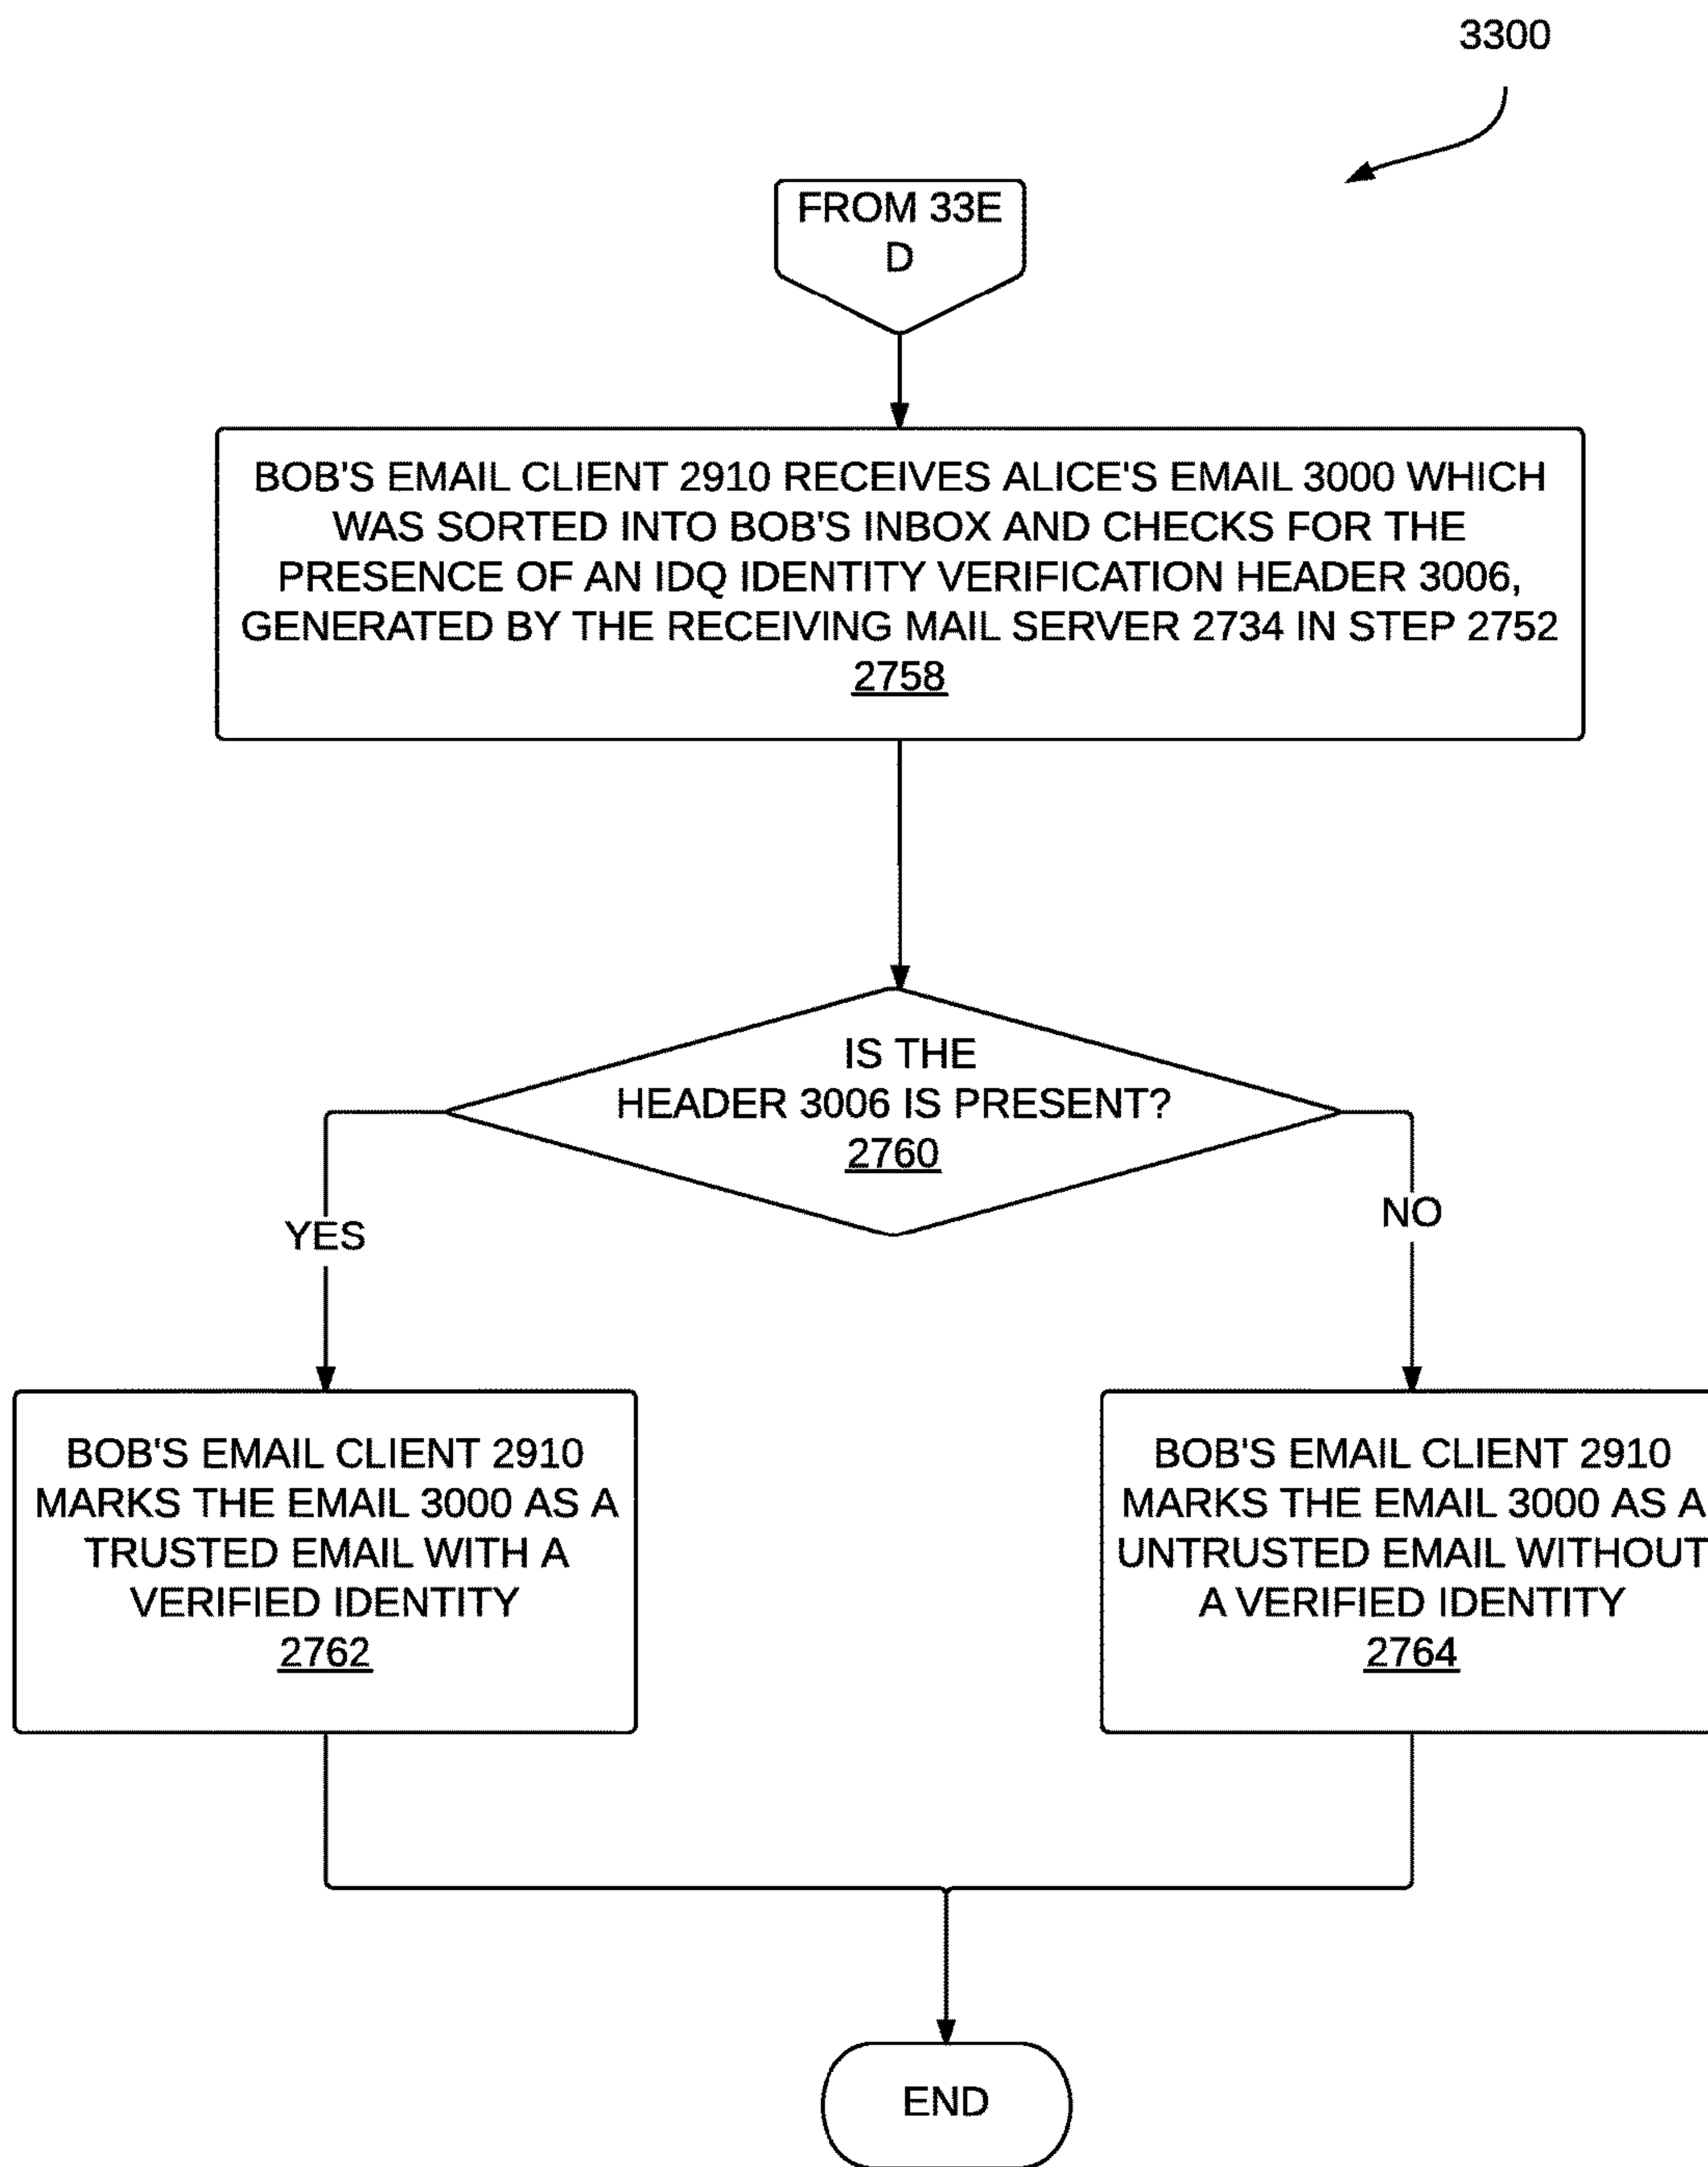 3300
FROM 33E
D
BOB'S EMAIL CLIENT 2910 RECEIVES ALICE'S EMAIL 3000 WHICH
WAS SORTED INTO BOB'S INBOX AND CHECKS FOR THE
PRESENCE OF AN IDQ IDENTITY VERIFICATION HEADER 3006,
GENERATED BY THE RECEIVING MAIL SERVER 2734 IN STEP 2752
2758
IS THE
HEADER 3006 IS PRESENT?
2760
YES
NO
BOB'S EMAIL CLIENT 2910
MARKS THE EMAIL 3000 AS A
TRUSTED EMAIL WITH A
VERIFIED IDENTITY
2762
BOB'S EMAIL CLIENT 2910
MARKS THE EMAIL 3000 AS A
UNTRUSTED EMAIL WITHOUT
A VERIFIED IDENTITY
2764
END